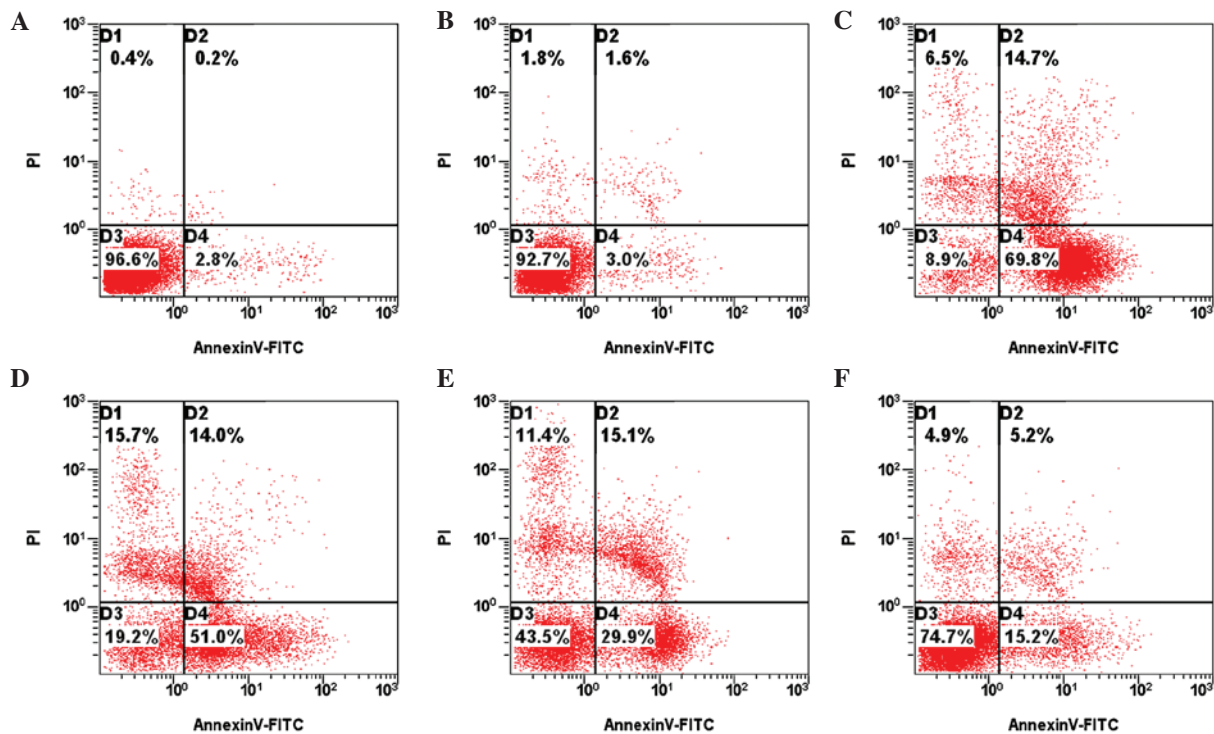 A
10³ D1 D2
0.4% 0.2%
10²
PI
10¹
10⁰
D3 D4
96.6% 2.8%
10⁰ 10¹ 10² 10³
AnnexinV-FITC
B
10³ D1 D2
1.8% 1.6%
10²
PI
10¹
10⁰
D3 D4
92.7% 3.0%
10⁰ 10¹ 10² 10³
AnnexinV-FITC
C
10³ D1 D2
6.5% 14.7%
10²
PI
10¹
10⁰
D3 D4
8.9% 69.8%
10⁰ 10¹ 10² 10³
AnnexinV-FITC
D
10³ D1 D2
15.7% 14.0%
10²
PI
10¹
10⁰
D3 D4
19.2% 51.0%
10⁰ 10¹ 10² 10³
AnnexinV-FITC
E
10³ D1 D2
11.4% 15.1%
10²
PI
10¹
10⁰
D3 D4
43.5% 29.9%
10⁰ 10¹ 10² 10³
AnnexinV-FITC
F
10³ D1 D2
4.9% 5.2%
10²
PI
10¹
10⁰
D3 D4
74.7% 15.2%
10⁰ 10¹ 10² 10³
AnnexinV-FITC